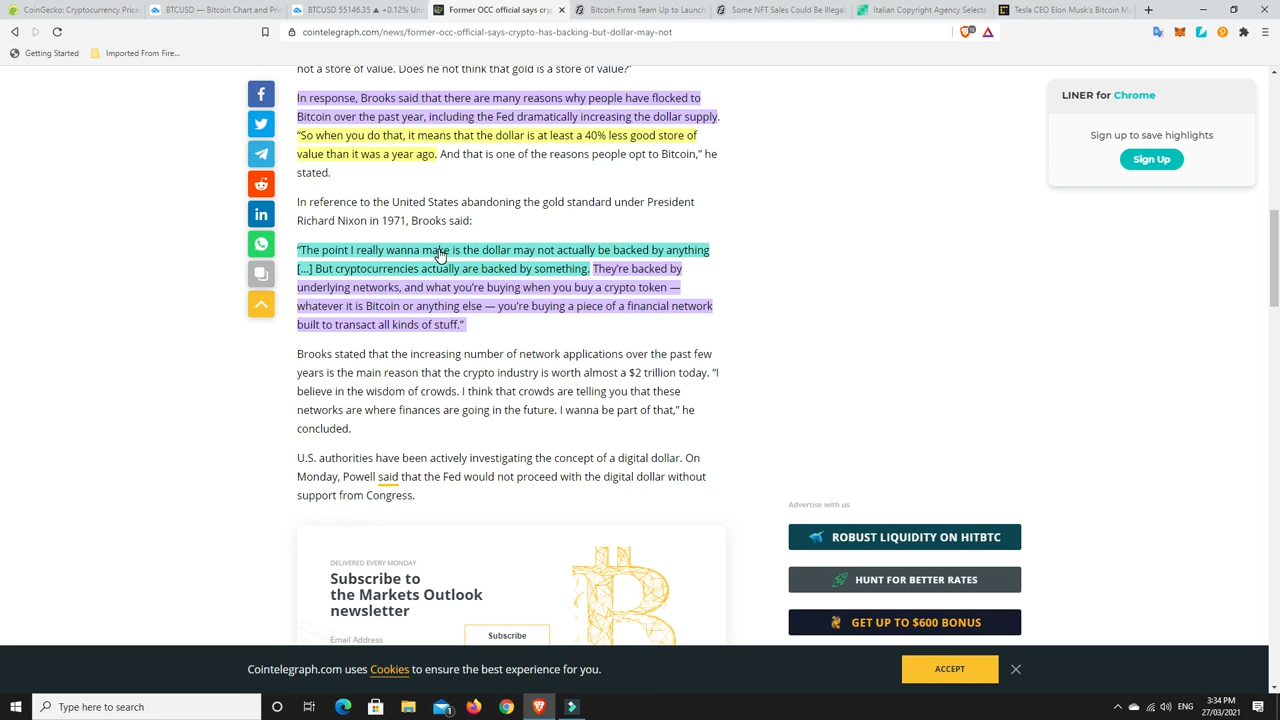 CoinGecko: Cryptocurrency Price
BTCUSD — Bitcoin Chart and Pri
BTCUSD 55146.35 ▲ +0.12% Un
Former OCC official says cry
Bitcoin Firms Team Up to Launch
Some NFT Sales Could Be Illegal
Italian Copyright Agency Selects
Tesla CEO Elon Musk's Bitcoin M
cointelegraph.com/news/former-occ-official-says-crypto-has-backing-but-dollar-may-not
Getting Started
Imported From Fire...
not a store of value. Does he not think that gold is a store of value?”
In response, Brooks said that there are many reasons why people have flocked to
Bitcoin over the past year, including the Fed dramatically increasing the dollar supply.
“So when you do that, it means that the dollar is at least a 40% less good store of
value than it was a year ago. And that is one of the reasons people opt to Bitcoin,” he
stated.
In reference to the United States abandoning the gold standard under President
Richard Nixon in 1971, Brooks said:
“The point I really wanna make is the dollar may not actually be backed by anything
[...] But cryptocurrencies actually are backed by something. They’re backed by
underlying networks, and what you’re buying when you buy a crypto token —
whatever it is Bitcoin or anything else — you’re buying a piece of a financial network
built to transact all kinds of stuff.”
Brooks stated that the increasing number of network applications over the past few
years is the main reason that the crypto industry is worth almost a $2 trillion today. “I
believe in the wisdom of crowds. I think that crowds are telling you that these
networks are where finances are going in the future. I wanna be part of that,” he
concluded.
U.S. authorities have been actively investigating the concept of a digital dollar. On
Monday, Powell said that the Fed would not proceed with the digital dollar without
support from Congress.
DELIVERED EVERY MONDAY
Subscribe to
the Markets Outlook
newsletter
Email Address
Subscribe
LINER for Chrome
Sign up to save highlights
Sign Up
Advertise with us
ROBUST LIQUIDITY ON HITBTC
HUNT FOR BETTER RATES
GET UP TO $600 BONUS
Cointelegraph.com uses Cookies to ensure the best experience for you.
ACCEPT
Type here to search
ENG
3:34 PM
27/03/2021